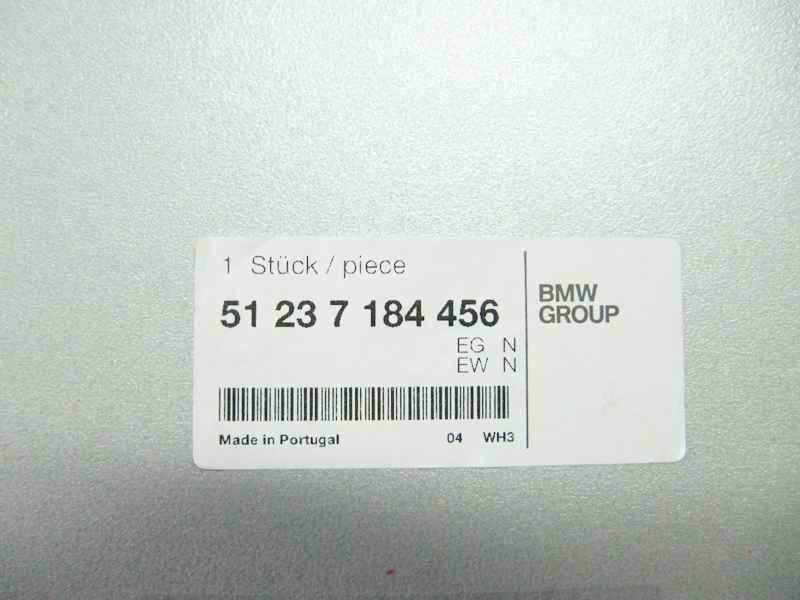 1 Stück / piece
51 23 7 184 456
EG N
EW N
Made in Portugal 04 WH3
BMW
GROUP